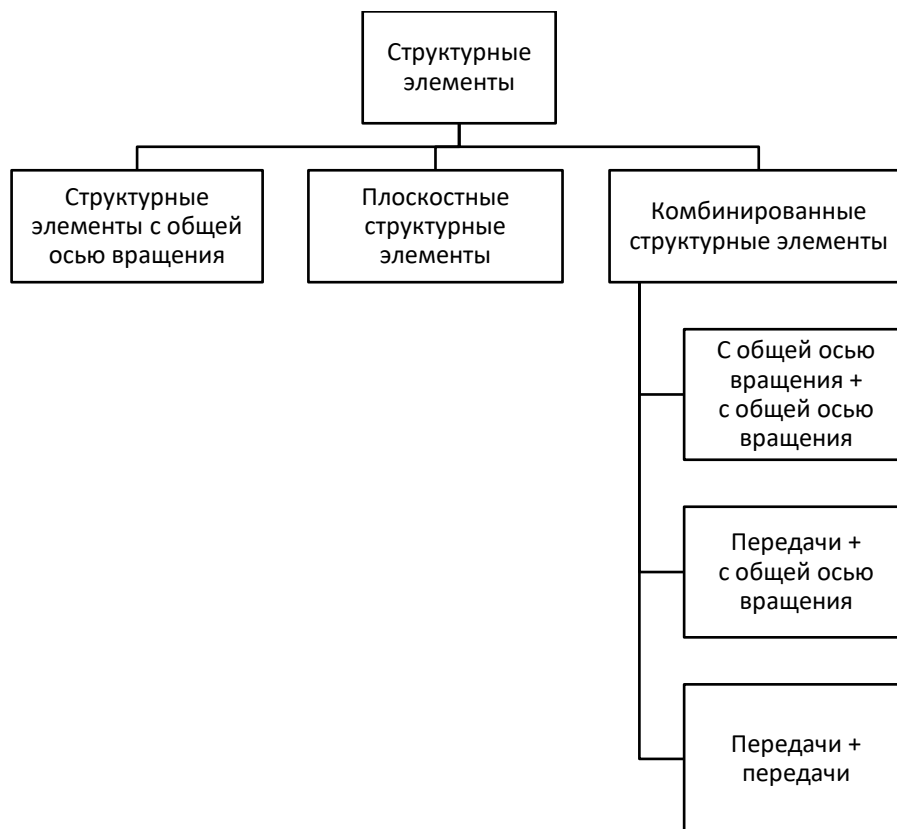 Структурные
элементы
Структурные
элементы с общей
осью вращения
Плоскостные
структурные
элементы
Комбинированные
структурные элементы
С общей осью
вращения +
с общей осью
вращения
Передачи +
с общей осью
вращения
Передачи +
передачи